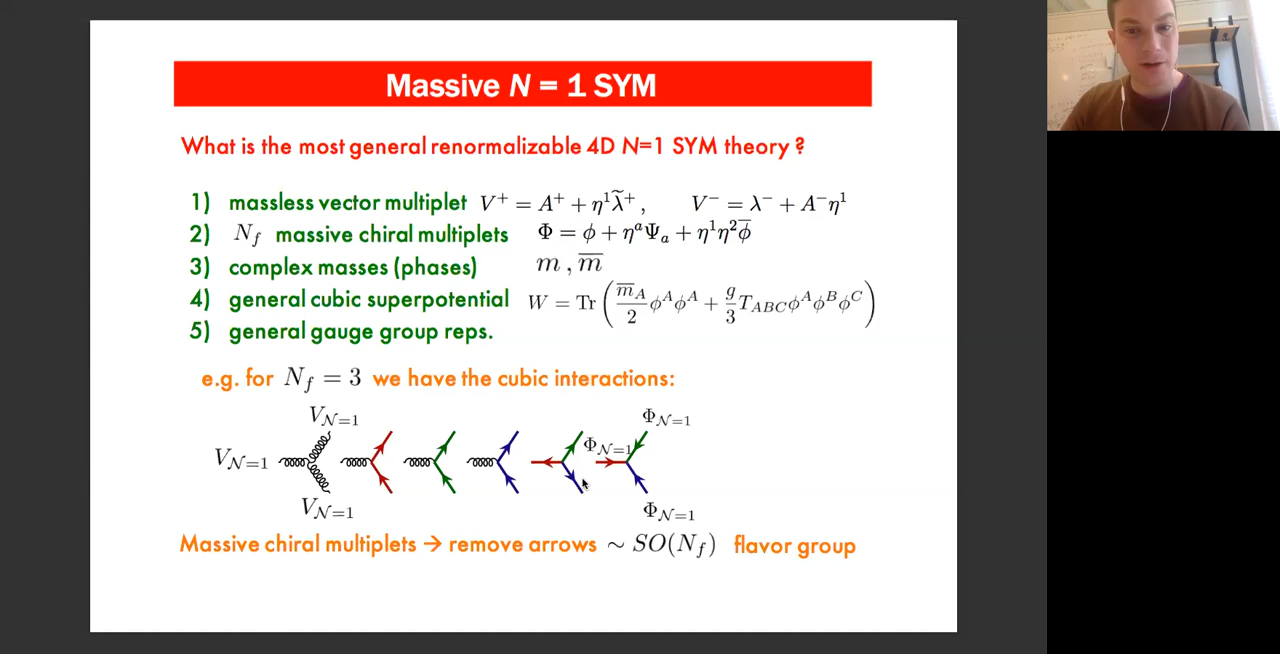 Massive N = 1 SYM
What is the most general renormalizable 4D N=1 SYM theory ?
1) massless vector multiplet V⁺ = A⁺ + η¹λ̃⁺ , V⁻ = λ⁻ + A⁻η¹
2) N_f massive chiral multiplets Φ = ϕ + ηᵃΨₐ + η¹η²ϕ̅
3) complex masses (phases) m , m̅
4) general cubic superpotential W = Tr ( m̅_A/2 ϕ^Aϕ^A + g/3 T_ABC ϕ^Aϕ^Bϕ^C )
5) general gauge group reps.
e.g. for N_f = 3 we have the cubic interactions:
V_𝒩=1 Φ_𝒩=1
V_𝒩=1 Φ_𝒩=1
V_𝒩=1 Φ_𝒩=1
Massive chiral multiplets → remove arrows ∼ SO(N_f) flavor group